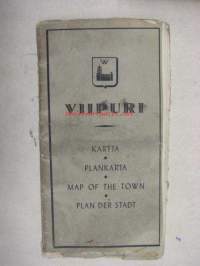 W
VIIPURI
KARTTA
PLANKARTA
MAP OF THE TOWN
PLAN DER STADT